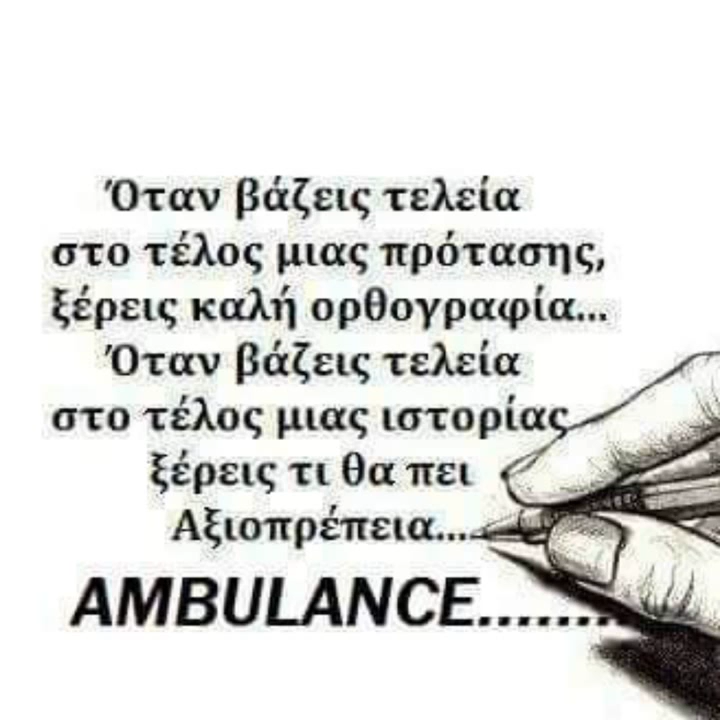 Όταν βάζεις τελεία
στο τέλος μιας πρότασης,
ξέρεις καλή ορθογραφία...
Όταν βάζεις τελεία
στο τέλος μιας ιστορίας
ξέρεις τι θα πει
Αξιοπρέπεια...
AMBULANCE........